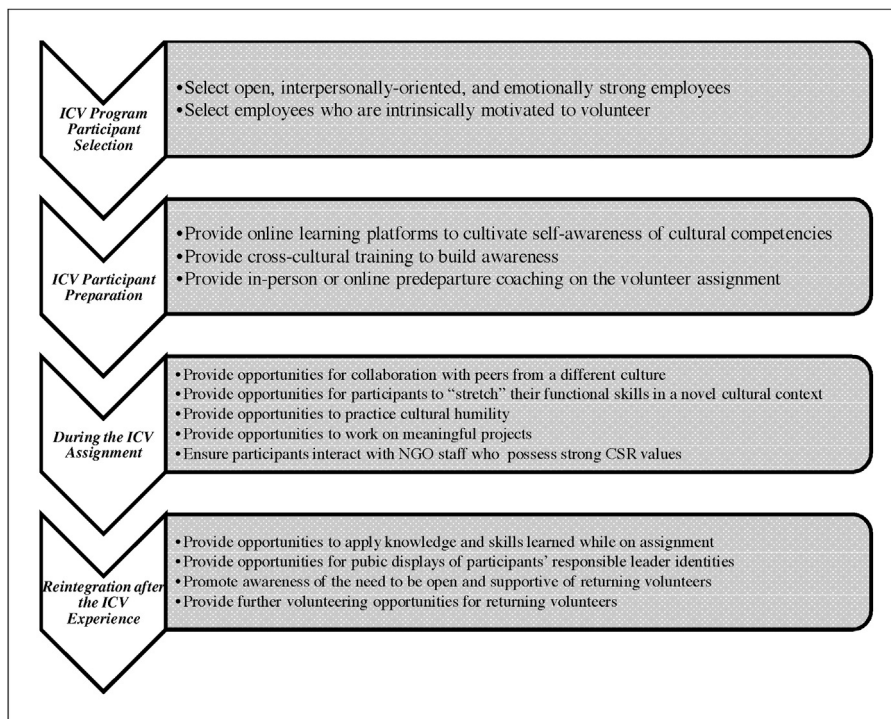 ICV Program
Participant
Selection
•Select open, interpersonally-oriented, and emotionally strong employees
•Select employees who are intrinsically motivated to volunteer
ICV Participant
Preparation
•Provide online learning platforms to cultivate self-awareness of cultural competencies
•Provide cross-cultural training to build awareness
•Provide in-person or online predeparture coaching on the volunteer assignment
During the ICV
Assignment
•Provide opportunities for collaboration with peers from a different culture
•Provide opportunities for participants to “stretch” their functional skills in a novel cultural context
•Provide opportunities to practice cultural humility
•Provide opportunities to work on meaningful projects
•Ensure participants interact with NGO staff who possess strong CSR values
Reintegration after
the ICV
Experience
•Provide opportunities to apply knowledge and skills learned while on assignment
•Provide opportunities for pubic displays of participants’ responsible leader identities
•Promote awareness of the need to be open and supportive of returning volunteers
•Provide further volunteering opportunities for returning volunteers